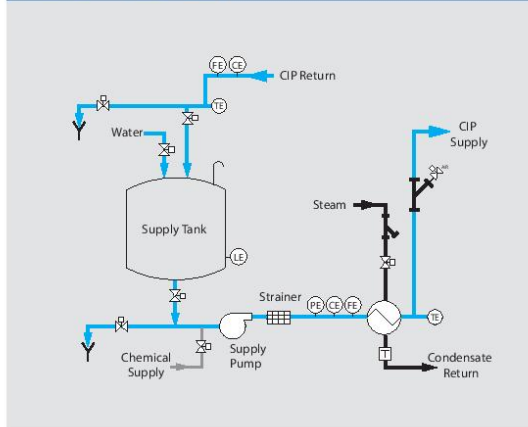 FE
CE
CIP Return
TE
Water
CIP
Supply
AIR
Steam
Supply Tank
LE
Strainer
PE
CE
FE
TE
Supply
Pump
Chemical
Supply
T
Condensate
Return